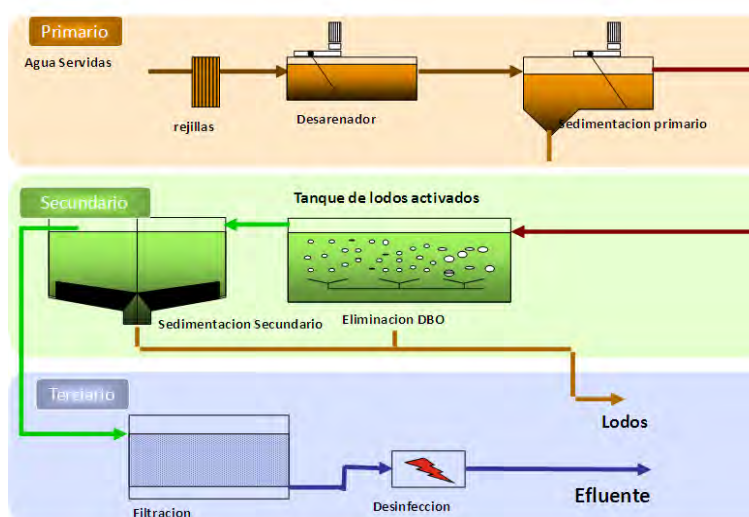 Primario
Agua Servidas
rejillas
Desarenador
Sedimentacion primario
Secundario
Tanque de lodos activados
Sedimentacion Secundario
Eliminacion DBO
Terciario
Lodos
Filtracion
Desinfeccion
Efluente